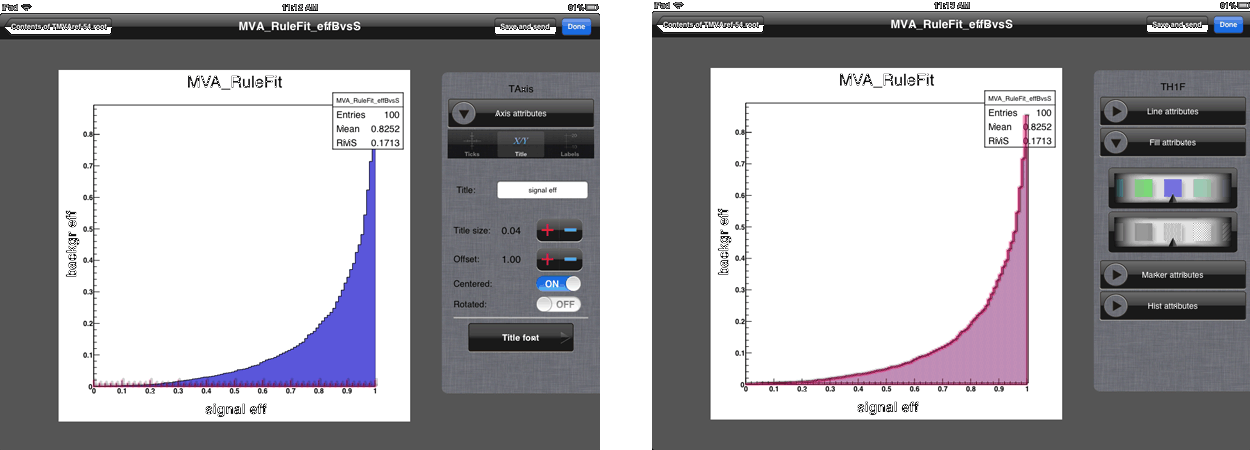 iPad 11:12 AM 81%
Contents of TMVAref-54.root MVA_RuleFit_effBvsS Save and send Done
MVA_RuleFit
MVA_RuleFit_effBvsS
Entries 100
Mean 0.8252
RMS 0.1713
backgr eff
0.8
0.7
0.6
0.5
0.4
0.3
0.2
0.1
0
0 0.1 0.2 0.3 0.4 0.5 0.6 0.7 0.8 0.9 1
signal eff
TAxis
Axis attributes
X/Y
Ticks Title Labels
Title: signal eff
Title size: 0.04 + −
Offset: 1.00 + −
Centered: ON
Rotated: OFF
Title font
iPad 11:13 AM 81%
Contents of TMVAref-54.root MVA_RuleFit_effBvsS Save and send Done
MVA_RuleFit
MVA_RuleFit_effBvsS
Entries 100
Mean 0.8252
RMS 0.1713
backgr eff
0.8
0.7
0.6
0.5
0.4
0.3
0.2
0.1
0
0 0.1 0.2 0.3 0.4 0.5 0.6 0.7 0.8 0.9 1
signal eff
TH1F
Line attributes
Fill attributes
Marker attributes
Hist attributes